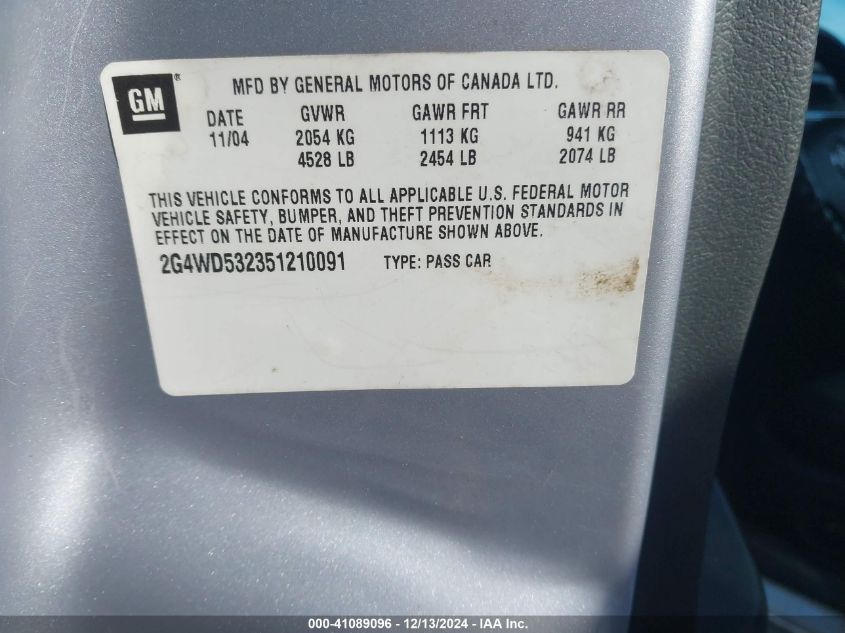 GM ®
MFD BY GENERAL MOTORS OF CANADA LTD.
DATE GVWR GAWR FRT GAWR RR
11/04 2054 KG 1113 KG 941 KG
4528 LB 2454 LB 2074 LB
THIS VEHICLE CONFORMS TO ALL APPLICABLE U.S. FEDERAL MOTOR
VEHICLE SAFETY, BUMPER, AND THEFT PREVENTION STANDARDS IN
EFFECT ON THE DATE OF MANUFACTURE SHOWN ABOVE.
2G4WD532351210091 TYPE: PASS CAR
000-41089096 - 12/13/2024 - IAA Inc.